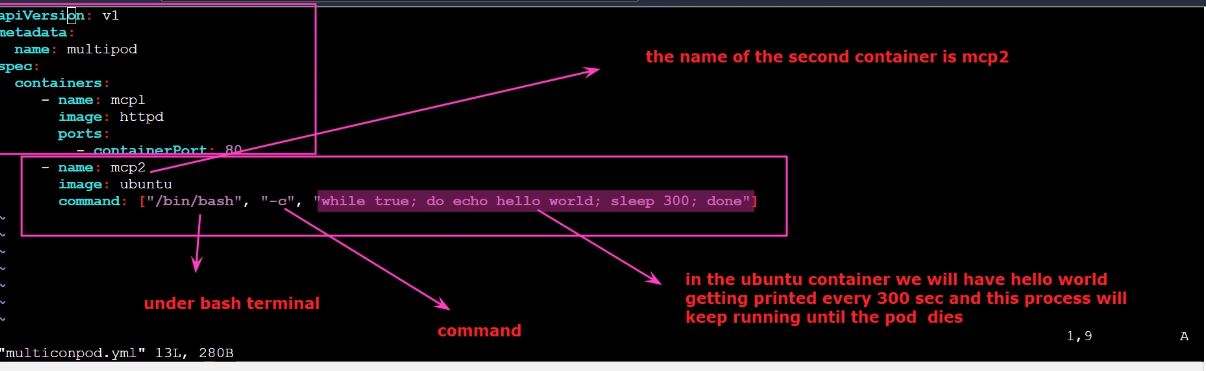 apiVersion: v1
metadata:
  name: multipod
the name of the second container is mcp2
spec:
  containers:
     - name: mcp1
       image: httpd
       ports:
         - containerPort: 80
     - name: mcp2
       image: ubuntu
       command: ["/bin/bash", "-c", "while true; do echo hello world; sleep 300; done"]
~
~
~
~
~
~
~
under bash terminal
command
in the ubuntu container we will have hello world
getting printed every 300 sec and this process will
keep running until the pod dies
1,9 A
"multiconpod.yml" 13L, 280B